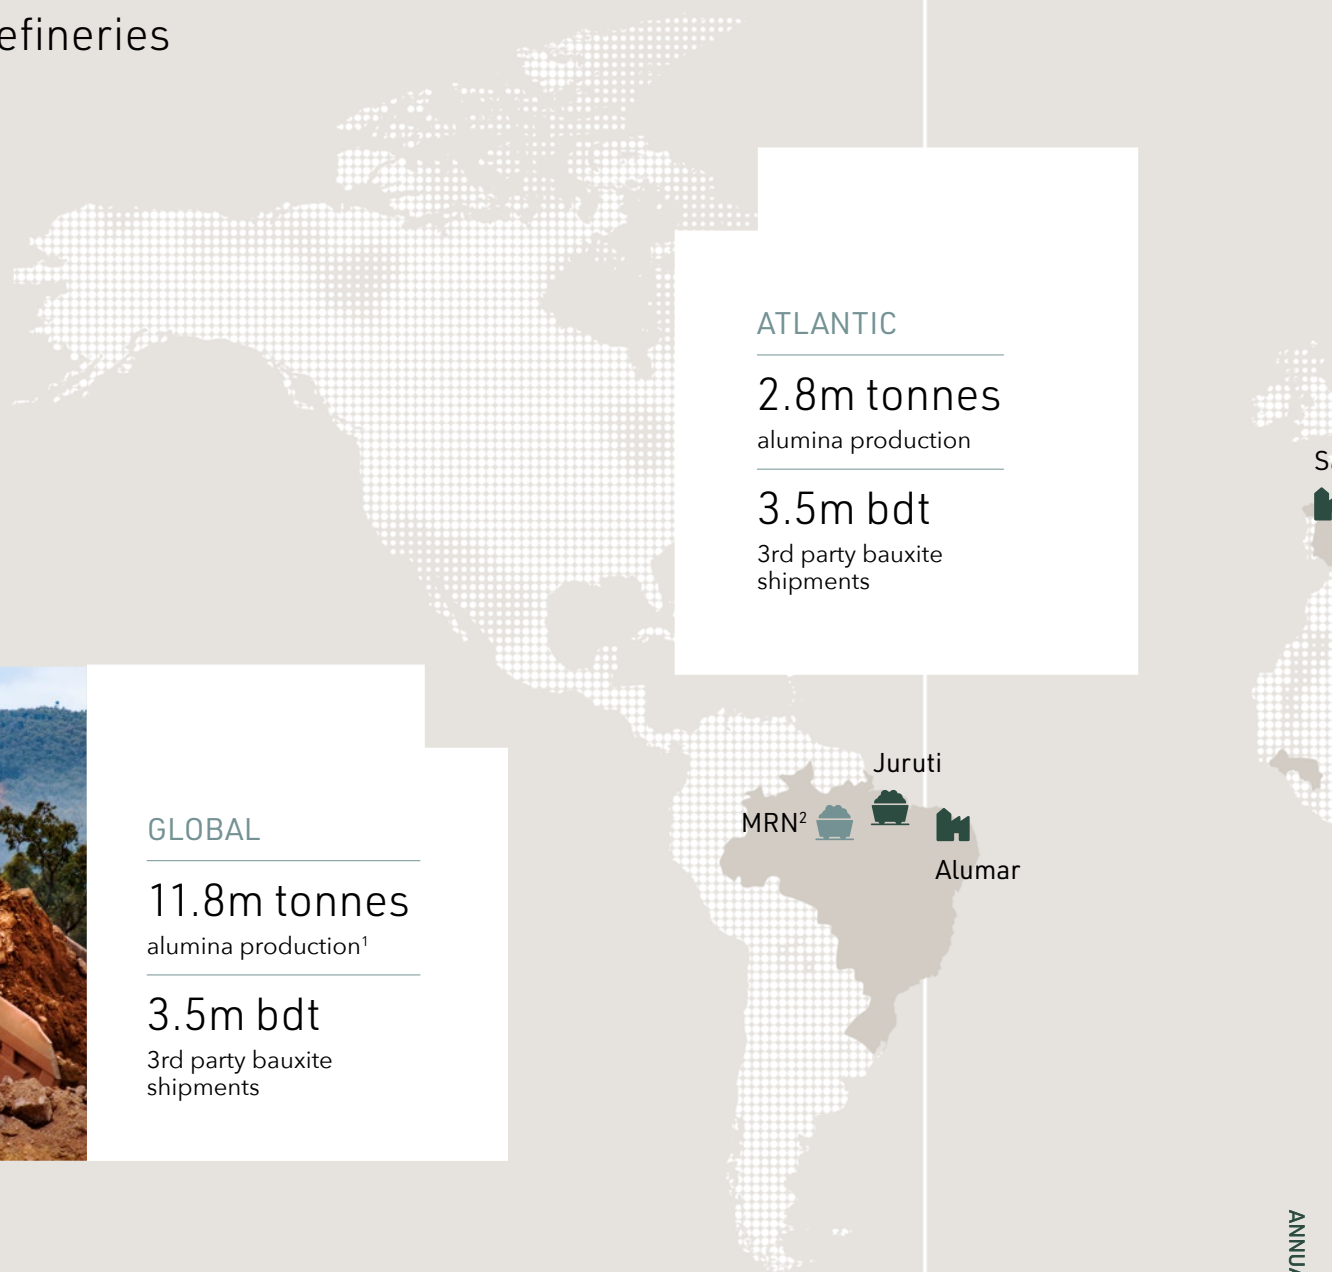 efineries
ATLANTIC
2.8m tonnes
alumina production
3.5m bdt
3rd party bauxite
shipments
Juruti
MRN²
Alumar
GLOBAL
11.8m tonnes
alumina production¹
3.5m bdt
3rd party bauxite
shipments